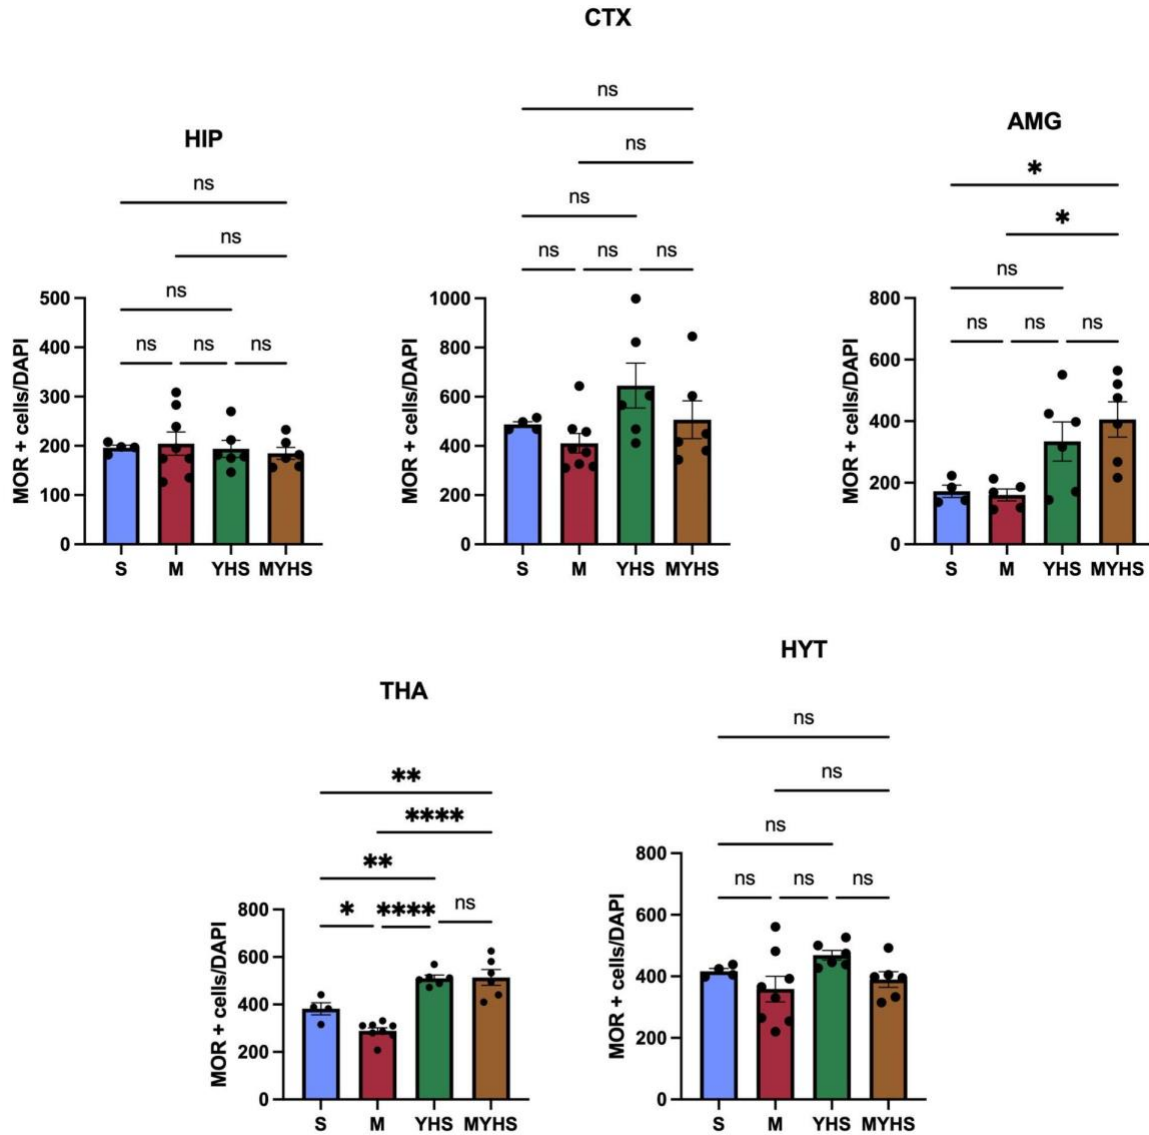 CTX
HIP
AMG
ns
ns
ns
ns ns ns
MOR + cells/DAPI
500
400
300
200
100
0
S M YHS MYHS
ns
ns
ns
ns ns ns
MOR + cells/DAPI
1000
800
600
400
200
0
S M YHS MYHS
*
*
ns
ns ns ns
MOR + cells/DAPI
800
600
400
200
0
S M YHS MYHS
THA
**
****
**
* **** ns
MOR + cells/DAPI
800
600
400
200
0
S M YHS MYHS
HYT
ns
ns
ns
ns ns ns
MOR + cells/DAPI
800
600
400
200
0
S M YHS MYHS